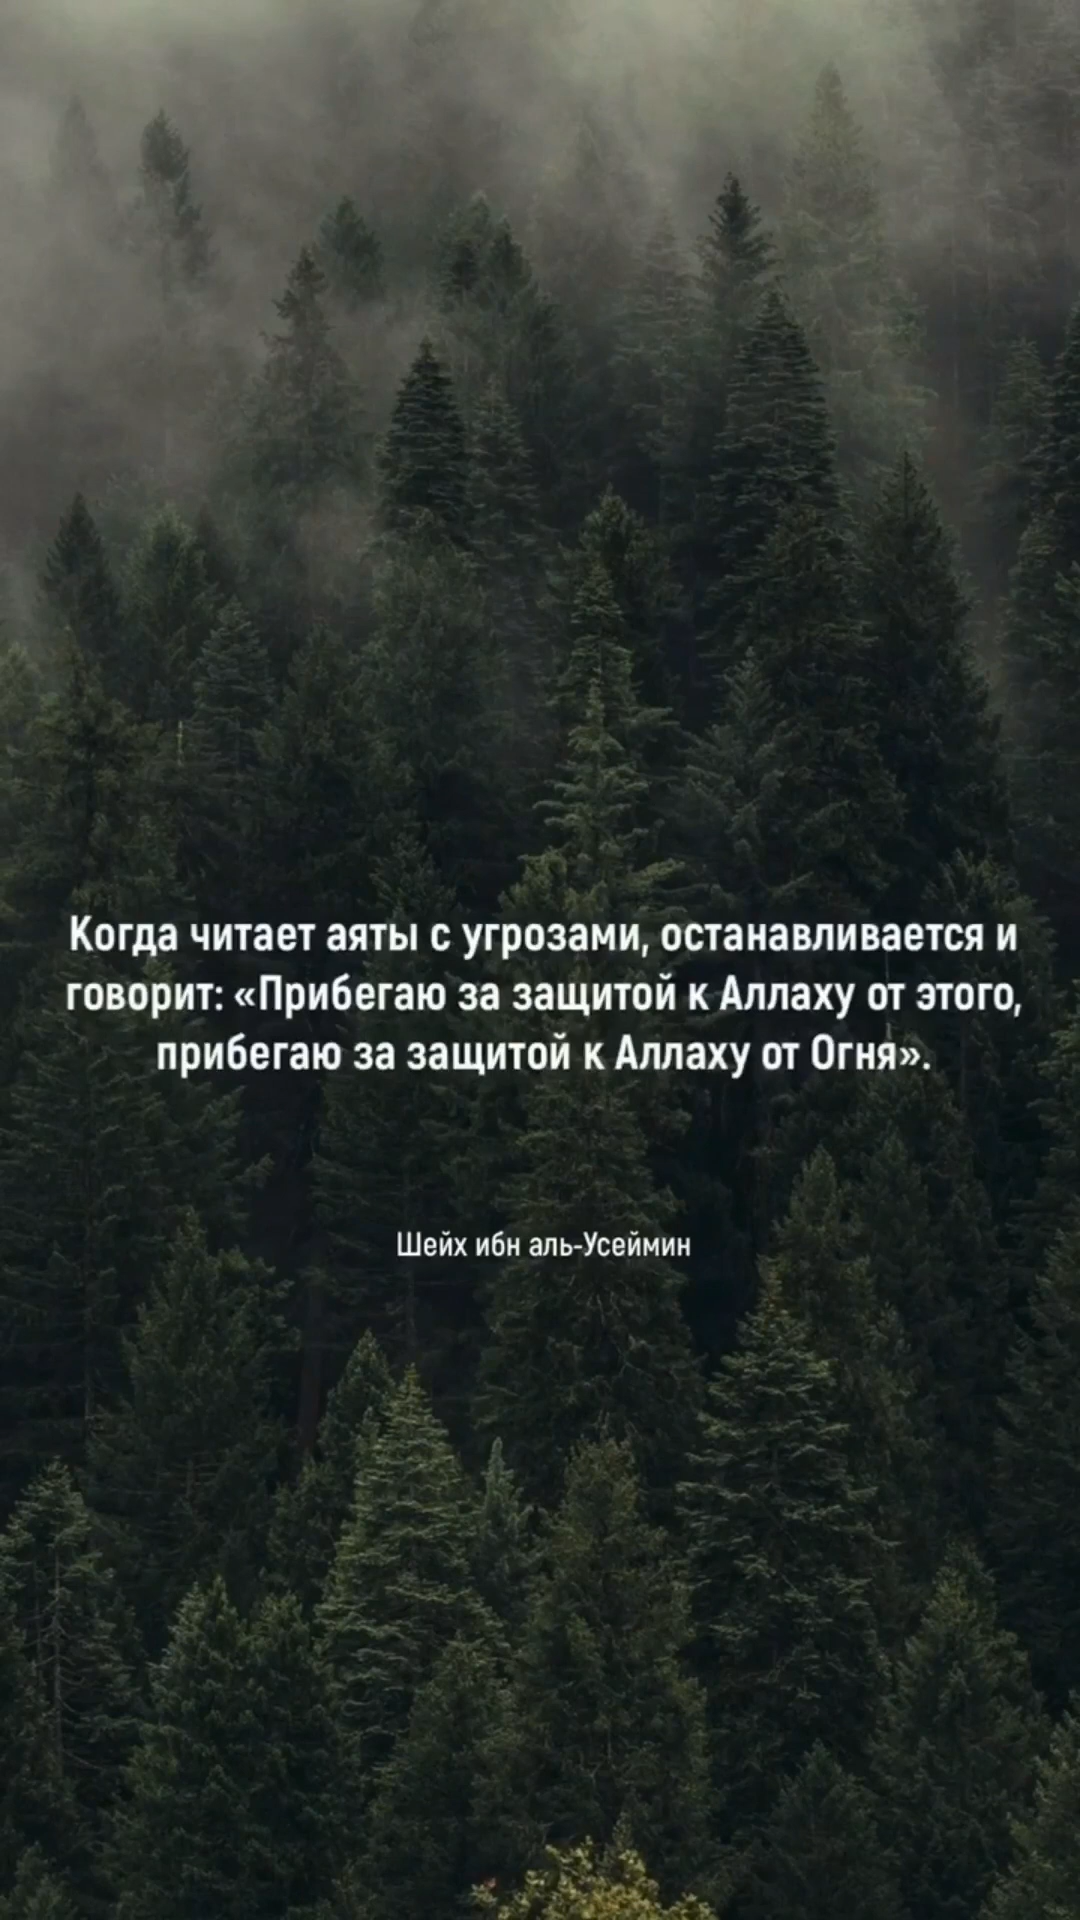 Когда читает аяты с угрозами, останавливается и
говорит: «Прибегаю за защитой к Аллаху от этого,
прибегаю за защитой к Аллаху от Огня».
Шейх ибн аль-Усеймин